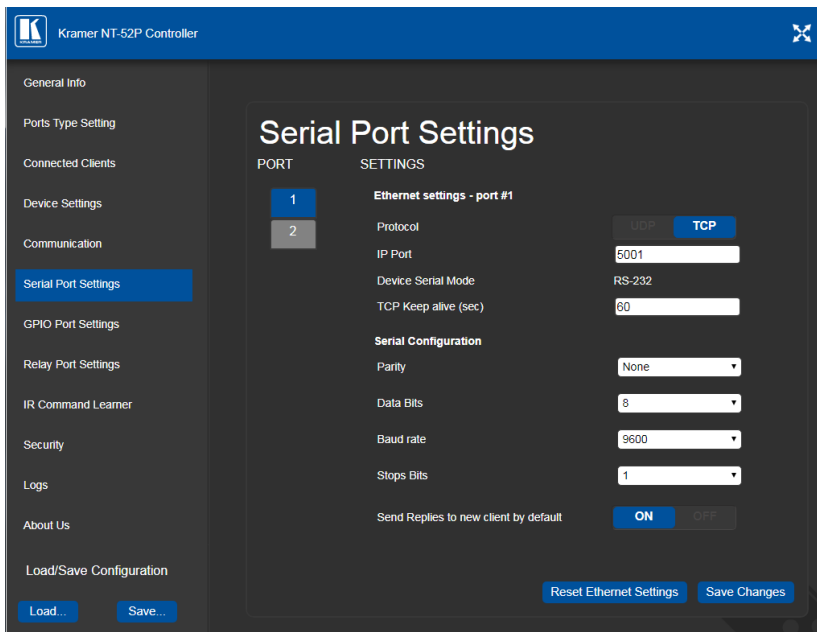 KRAMER
Kramer NT-52P Controller
General Info
Ports Type Setting
Connected Clients
Device Settings
Communication
Serial Port Settings
GPIO Port Settings
Relay Port Settings
IR Command Learner
Security
Logs
About Us
Load/Save Configuration
Load... Save...
Serial Port Settings
PORT SETTINGS
1
2
Ethernet settings - port #1
Protocol UDP TCP
IP Port 5001
Device Serial Mode RS-232
TCP Keep alive (sec) 60
Serial Configuration
Parity None
Data Bits 8
Baud rate 9600
Stops Bits 1
Send Replies to new client by default ON OFF
Reset Ethernet Settings Save Changes